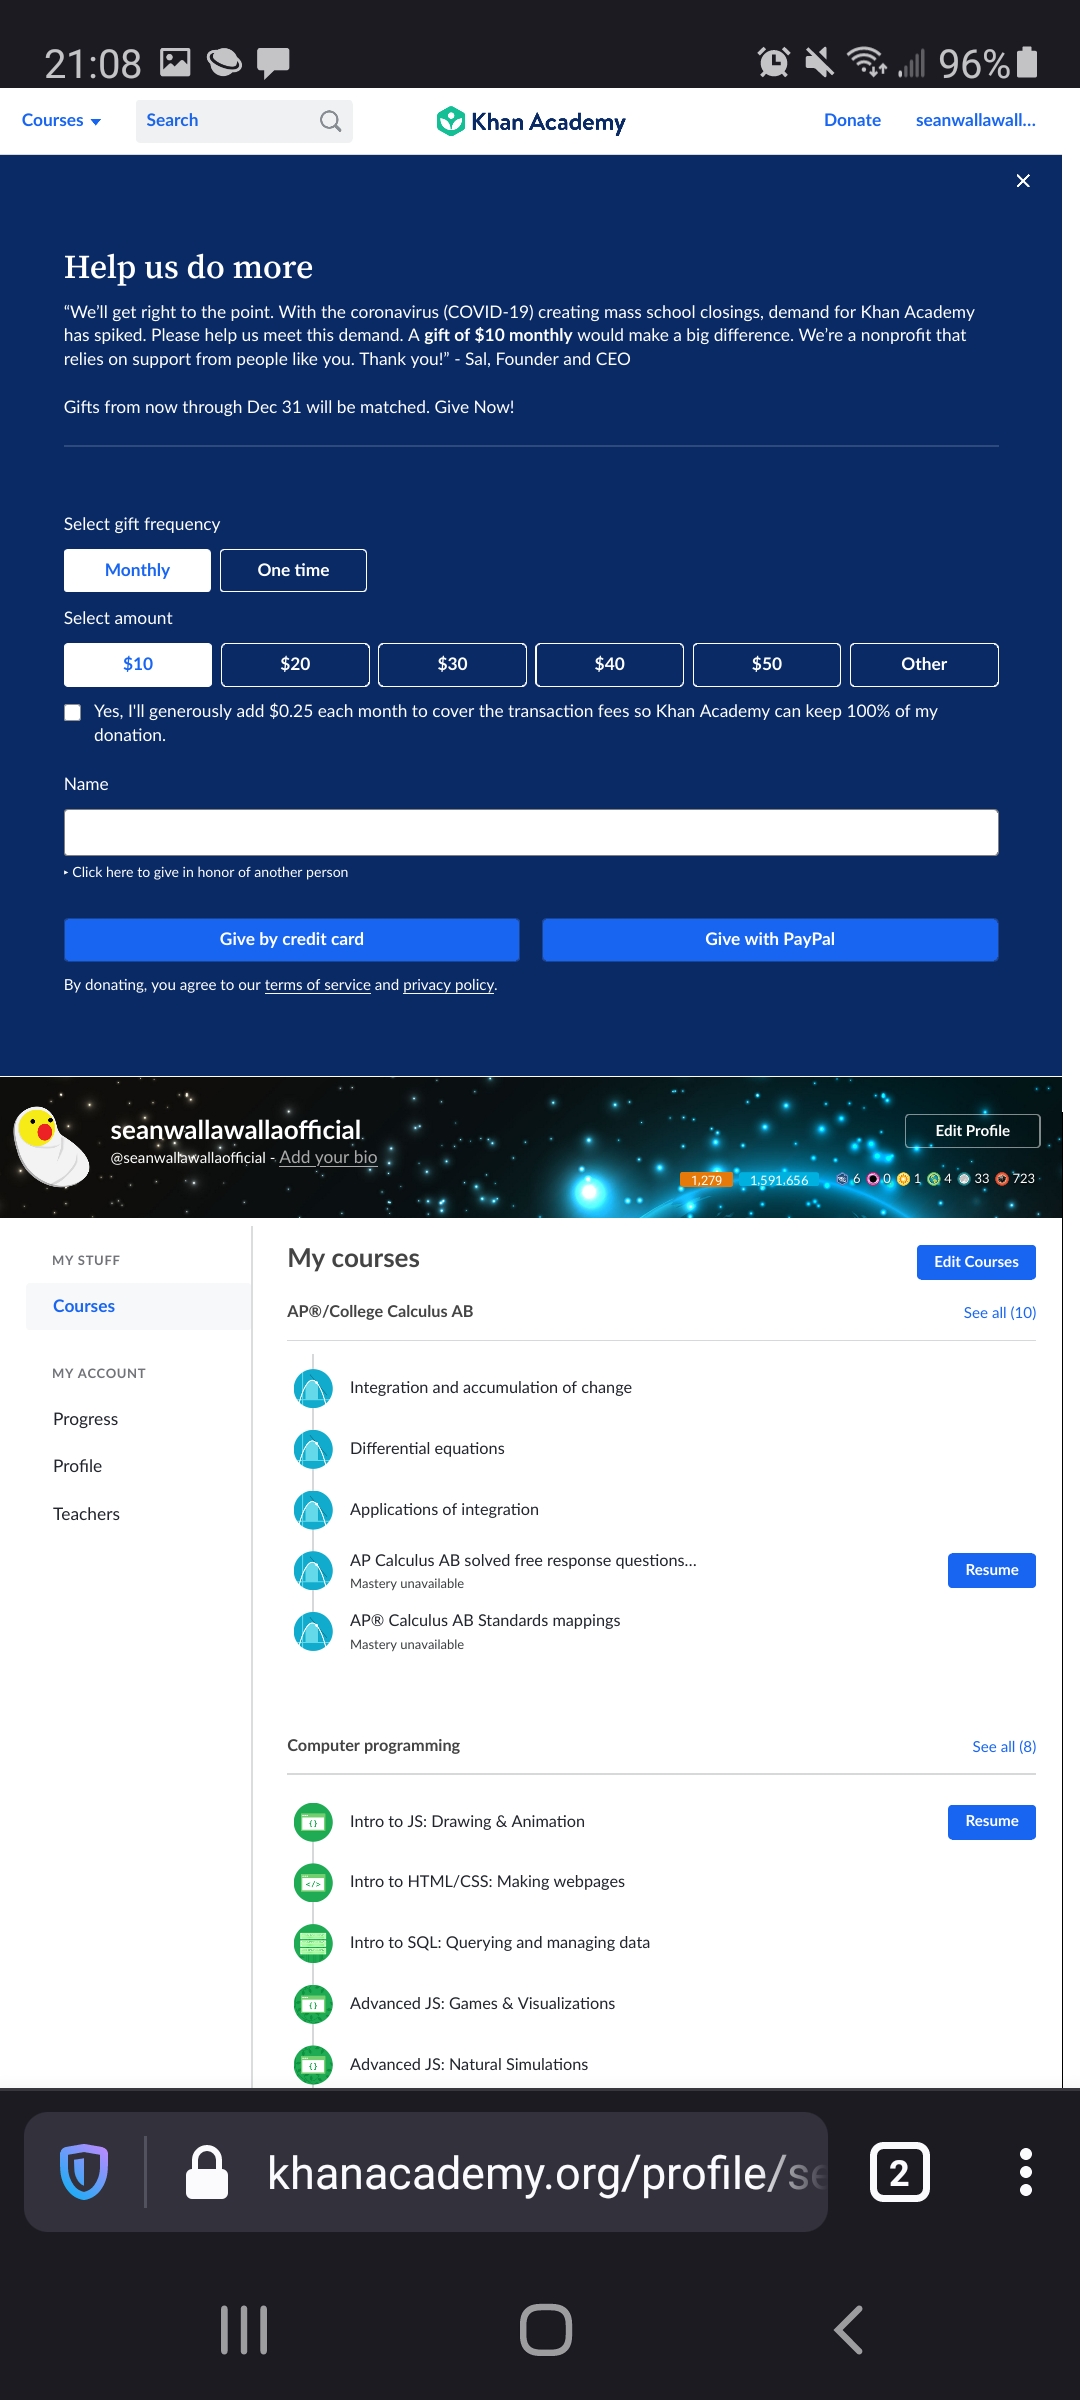 21:08
96%
Courses
Search
Khan Academy
Donate
seanwallawall...
Help us do more
“We’ll get right to the point. With the coronavirus (COVID-19) creating mass school closings, demand for Khan Academy
has spiked. Please help us meet this demand. A gift of $10 monthly would make a big difference. We’re a nonprofit that
relies on support from people like you. Thank you!” - Sal, Founder and CEO
Gifts from now through Dec 31 will be matched. Give Now!
Select gift frequency
Monthly
One time
Select amount
$10
$20
$30
$40
$50
Other
Yes, I'll generously add $0.25 each month to cover the transaction fees so Khan Academy can keep 100% of my
donation.
Name
Click here to give in honor of another person
Give by credit card
Give with PayPal
By donating, you agree to our terms of service and privacy policy.
seanwallawallaofficial
@seanwallawallaofficial - Add your bio
Edit Profile
1,279 1,591,656 6 0 1 4 33 723
MY STUFF
Courses
MY ACCOUNT
Progress
Profile
Teachers
My courses
Edit Courses
AP®/College Calculus AB
See all (10)
Integration and accumulation of change
Differential equations
Applications of integration
AP Calculus AB solved free response questions...
Mastery unavailable
Resume
AP® Calculus AB Standards mappings
Mastery unavailable
Computer programming
See all (8)
Intro to JS: Drawing & Animation
Resume
Intro to HTML/CSS: Making webpages
Intro to SQL: Querying and managing data
Advanced JS: Games & Visualizations
Advanced JS: Natural Simulations
khanacademy.org/profile/se
2